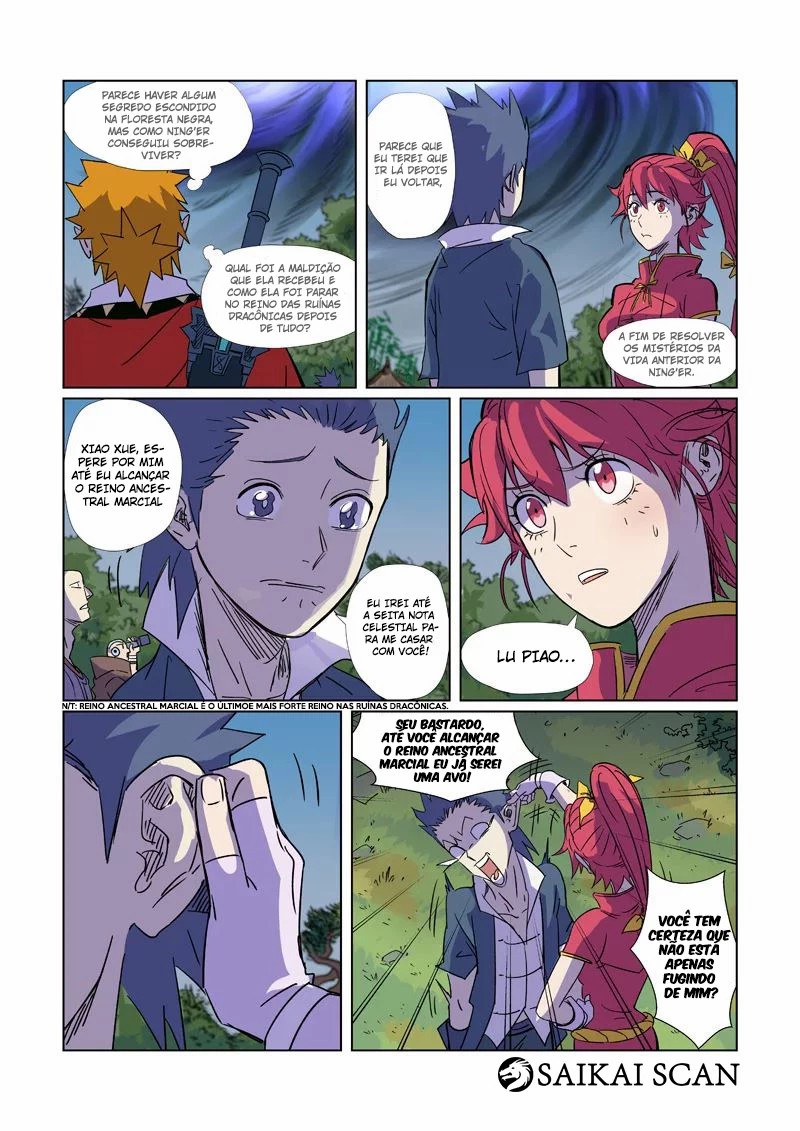 PARECE HAVER ALGUM
SEGREDO ESCONDIDO
NA FLORESTA NEGRA,
MAS COMO NING'ER
CONSEGUIU SOBRE-
VIVER?
QUAL FOI A MALDIÇÃO
QUE ELA RECEBEU E
COMO ELA FOI PARAR
NO REINO DAS RUÍNAS
DRACÔNICAS DEPOIS
DE TUDO?
PARECE QUE
EU TEREI QUE
IR LÁ DEPOIS
EU VOLTAR,
A FIM DE RESOLVER
OS MISTÉRIOS DA
VIDA ANTERIOR DA
NING'ER.
XIAO XUE, ES-
PERE POR MIM
ATÉ EU ALCANÇAR
O REINO ANCES-
TRAL MARCIAL
EU IREI ATÉ
A SEITA NOTA
CELESTIAL PA-
RA ME CASAR
COM VOCÊ!
LU PIAO...
N/T: REINO ANCESTRAL MARCIAL É O ÚLTIMOE MAIS FORTE REINO NAS RUÍNAS DRACÔNICAS.
SEU BASTARDO,
ATÉ VOCÊ ALCANÇAR
O REINO ANCESTRAL
MARCIAL EU JÁ SEREI
UMA AVÓ!
VOCÊ TEM
CERTEZA QUE
NÃO ESTÁ
APENAS
FUGINDO
DE MIM?
SAIKAI SCAN